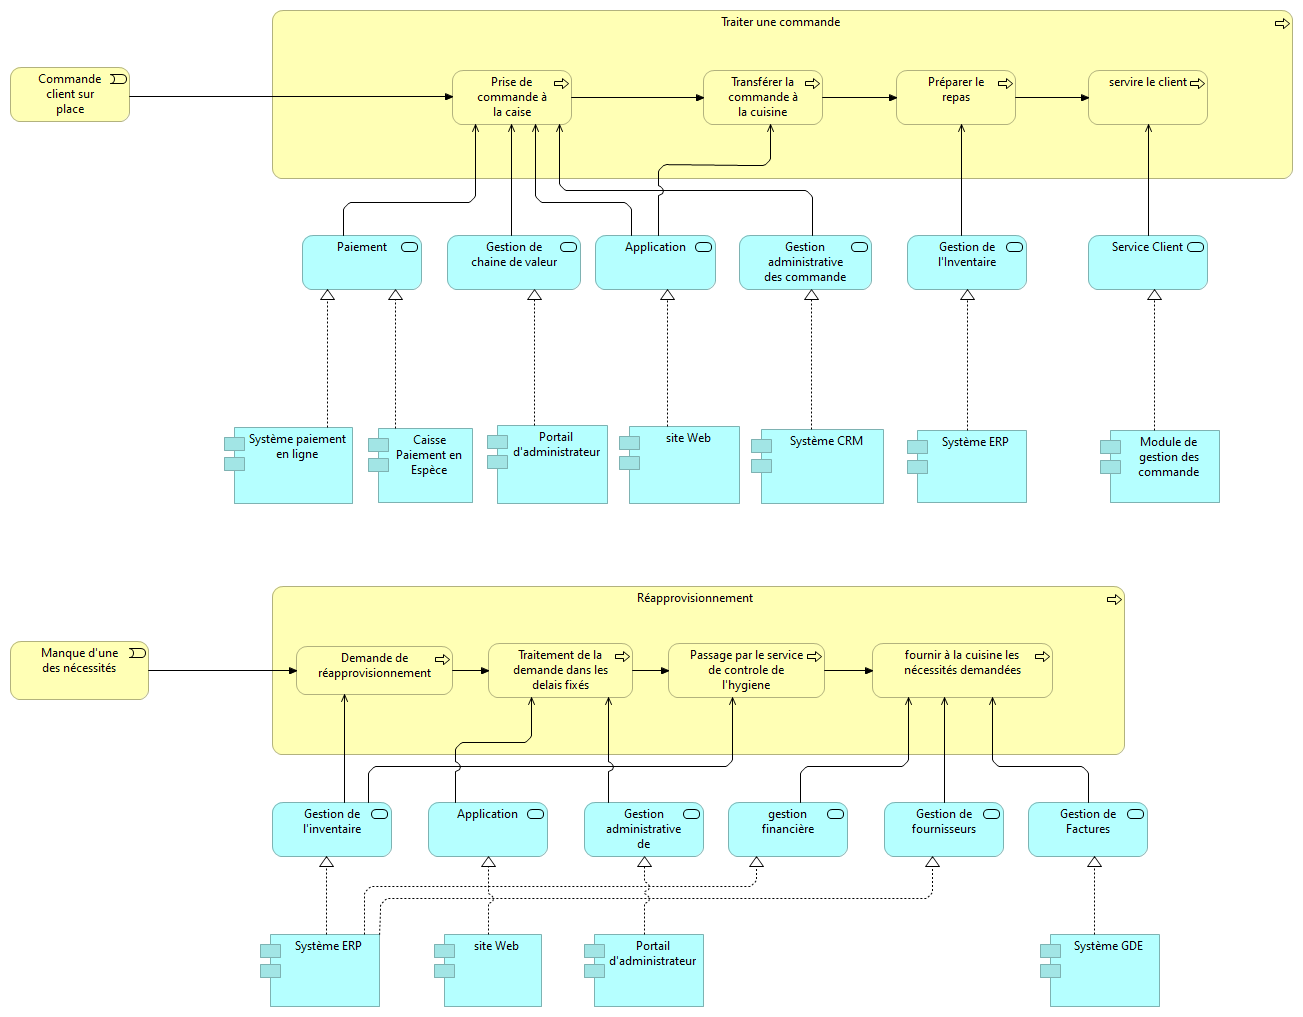 Traiter une commande
Commande
client sur
place
Prise de
commande à
la caise
Transférer la
commande à
la cuisine
Préparer le
repas
servire le client
Paiement
Gestion de
chaine de valeur
Application
Gestion
administrative
des commande
Gestion de
l'Inventaire
Service Client
Système paiement
en ligne
Caisse
Paiement en
Espèce
Portail
d'administrateur
site Web
Système CRM
Système ERP
Module de
gestion des
commande
Réapprovisionnement
Manque d'une
des nécessités
Demande de
réapprovisionnement
Traitement de la
demande dans les
delais fixés
Passage par le service
de controle de
l'hygiene
fournir à la cuisine les
nécessités demandées
Gestion de
l'inventaire
Application
Gestion
administrative
de
gestion
financière
Gestion de
fournisseurs
Gestion de
Factures
Système ERP
site Web
Portail
d'administrateur
Système GDE